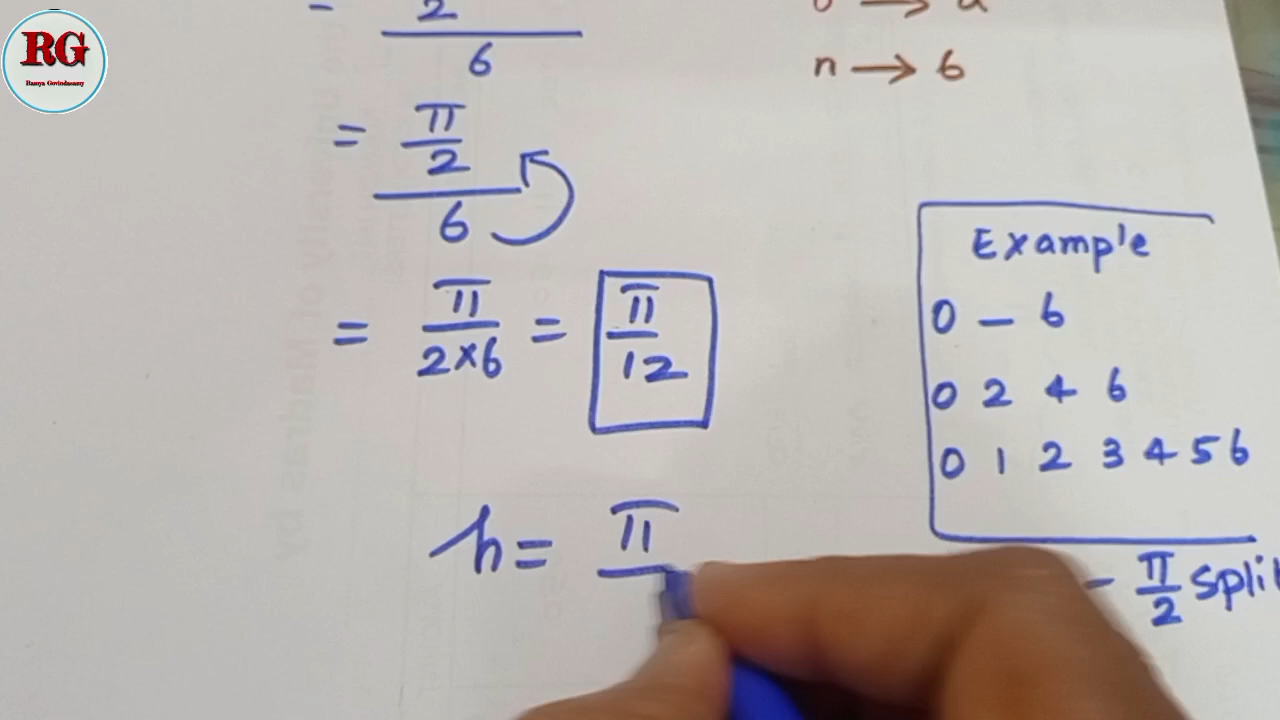 RG
Ramya Govindasamy
2
6
n → 6
= π/2
6
= π/2×6 = π/12
h = π
Example
0 – 6
0 2 4 6
0 1 2 3 4 5 6
– π/2 Split